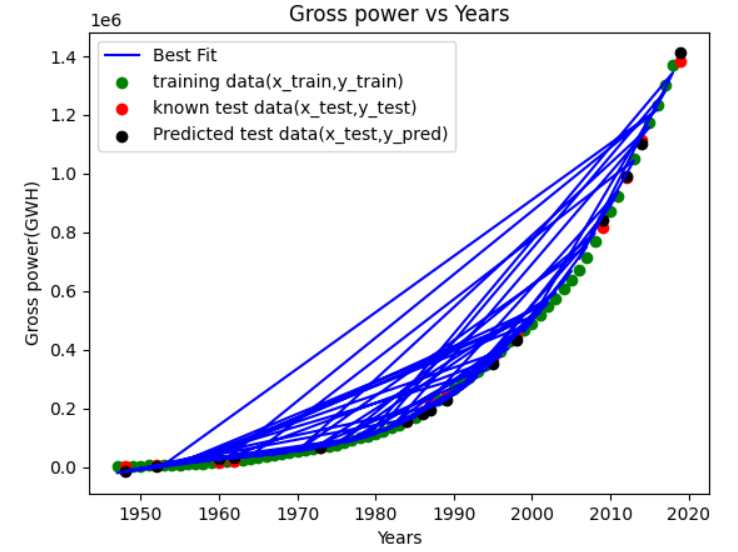 Gross power vs Years
1e6
Best Fit
training data(x_train,y_train)
known test data(x_test,y_test)
Predicted test data(x_test,y_pred)
1.4
1.2
1.0
0.8
0.6
0.4
0.2
0.0
Gross power(GWH)
1950 1960 1970 1980 1990 2000 2010 2020
Years